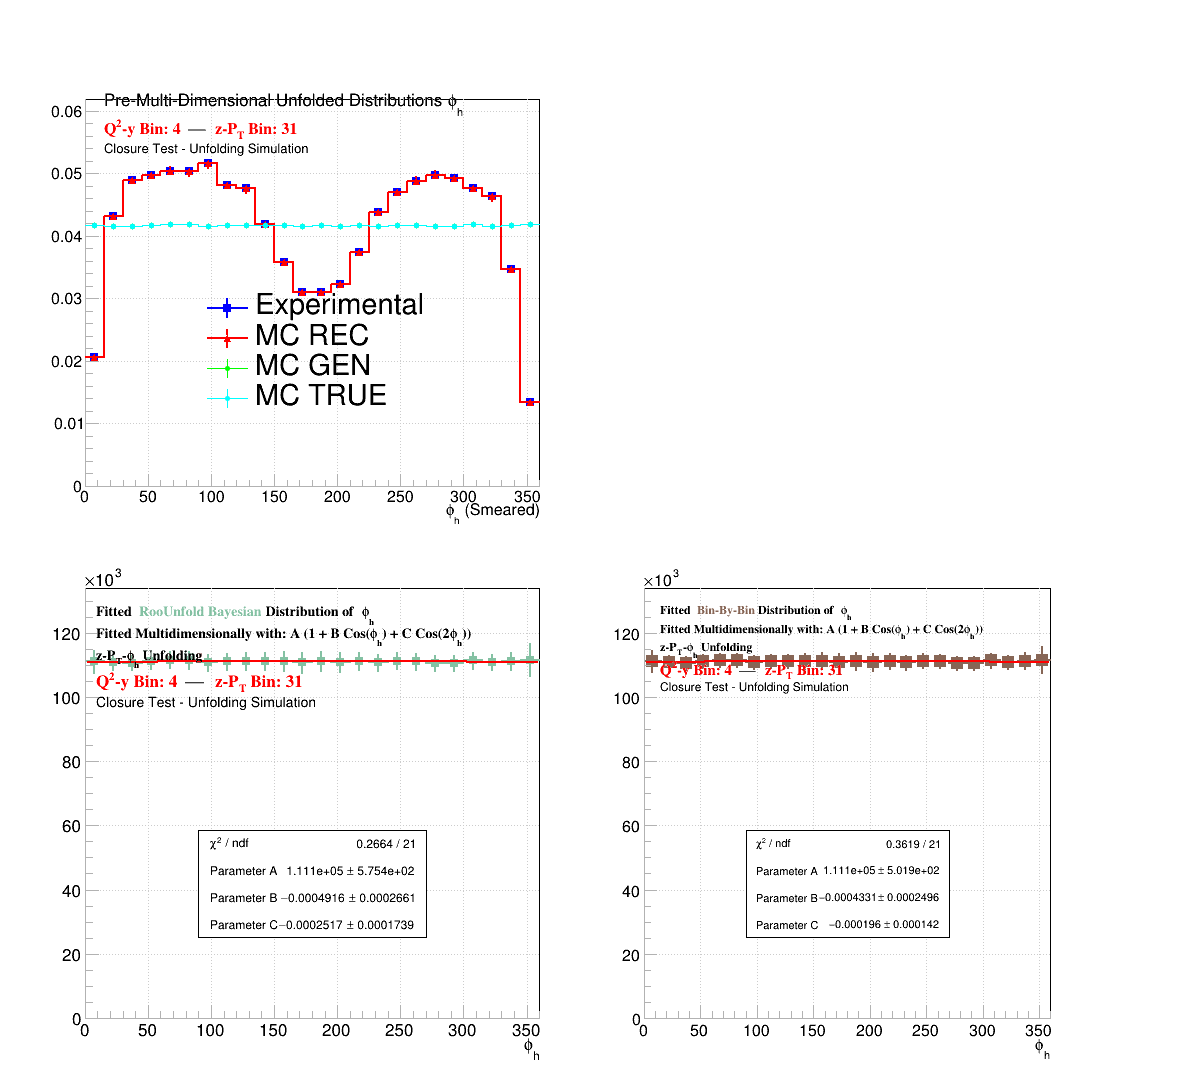 Pre-Multi-Dimensional Unfolded Distributions ϕh
Q²-y Bin: 4 — z-PT Bin: 31
Closure Test - Unfolding Simulation
0.06
0.05
0.04
0.03
0.02
0.01
0
Experimental
MC REC
MC GEN
MC TRUE
0 50 100 150 200 250 300 350
ϕh (Smeared)
×10³
Fitted RooUnfold Bayesian Distribution of ϕh
Fitted Multidimensionally with: A (1 + B Cos(ϕh) + C Cos(2ϕh))
z-PT-ϕh Unfolding
Q²-y Bin: 4 — z-PT Bin: 31
Closure Test - Unfolding Simulation
120
100
80
60
40
20
0
χ² / ndf 0.2664 / 21
Parameter A 1.111e+05 ± 5.754e+02
Parameter B −0.0004916 ± 0.0002661
Parameter C −0.0002517 ± 0.0001739
0 50 100 150 200 250 300 350
ϕh
×10³
Fitted Bin-By-Bin Distribution of ϕh
Fitted Multidimensionally with: A (1 + B Cos(ϕh) + C Cos(2ϕh))
z-PT-ϕh Unfolding
Q²-y Bin: 4 — z-PT Bin: 31
Closure Test - Unfolding Simulation
120
100
80
60
40
20
0
χ² / ndf 0.3619 / 21
Parameter A 1.111e+05 ± 5.019e+02
Parameter B −0.0004331 ± 0.0002496
Parameter C −0.000196 ± 0.000142
0 50 100 150 200 250 300 350
ϕh